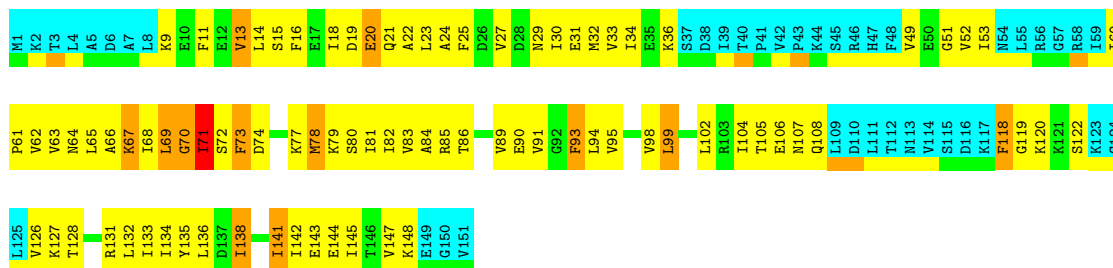 M1 K2 T3 L4 A5 D6 A7 L8 K9 E10 F11 E12 V13 L14 S15 F16 E17 I18 D19 E20 Q21 A22 L23 A24 F25 D26 V27 D28 N29 I30 E31 M32 V33 I34 E35 K36 S37 D38 I39 T40 P41 V42 P43 K44 S45 R46 H47 F48 V49 E50 G51 V52 I53 N54 L55 R56 G57 R58 I59
P61 V62 V63 N64 L65 A66 K67 I68 L69 G70 I71 S72 F73 D74 K77 M78 K79 S80 I81 I82 V83 A84 R85 T86 V89 E90 V91 G92 F93 L94 V95 V98 L99 L102 R103 I104 T105 E106 N107 Q108 L109 D110 L111 T112 N113 V114 S115 D116 K117 F118 G119 K120 K121 S122 K123
L125 V126 K127 T128 R131 L132 I133 I134 Y135 L136 D137 I138 I141 I142 E143 E144 I145 T146 V147 K148 E149 G150 V151